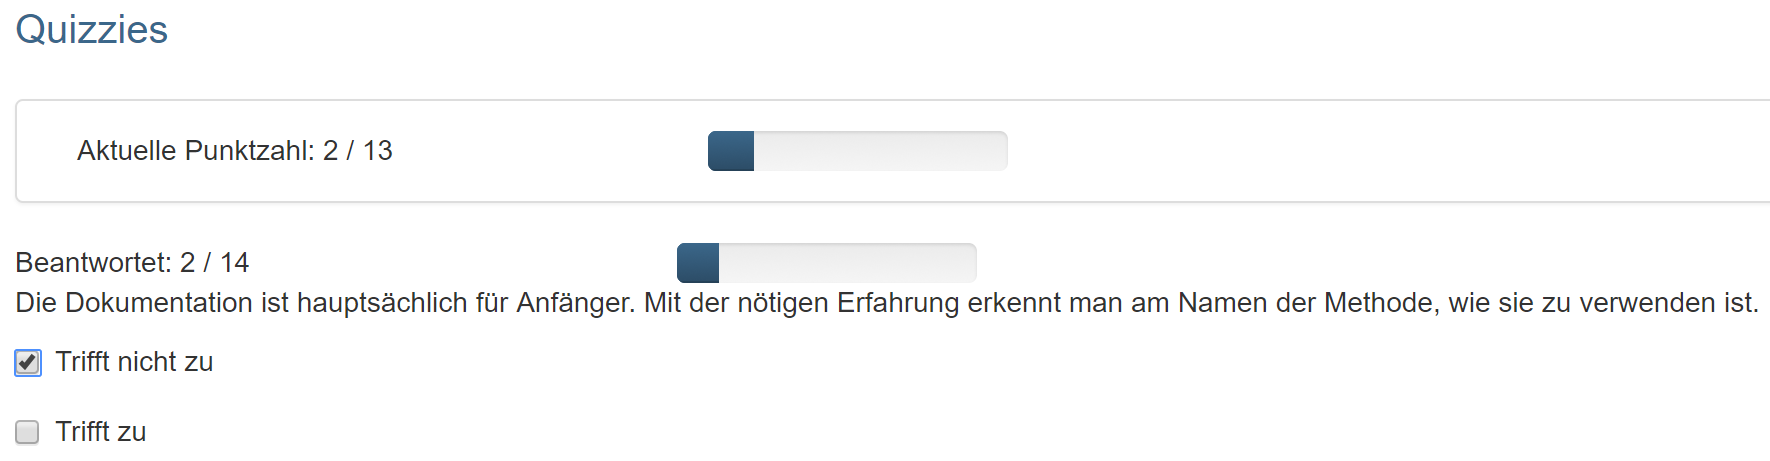 Quizzies
Aktuelle Punktzahl: 2 / 13
Beantwortet: 2 / 14
Die Dokumentation ist hauptsächlich für Anfänger. Mit der nötigen Erfahrung erkennt man am Namen der Methode, wie sie zu verwenden ist.
Trifft nicht zu
Trifft zu